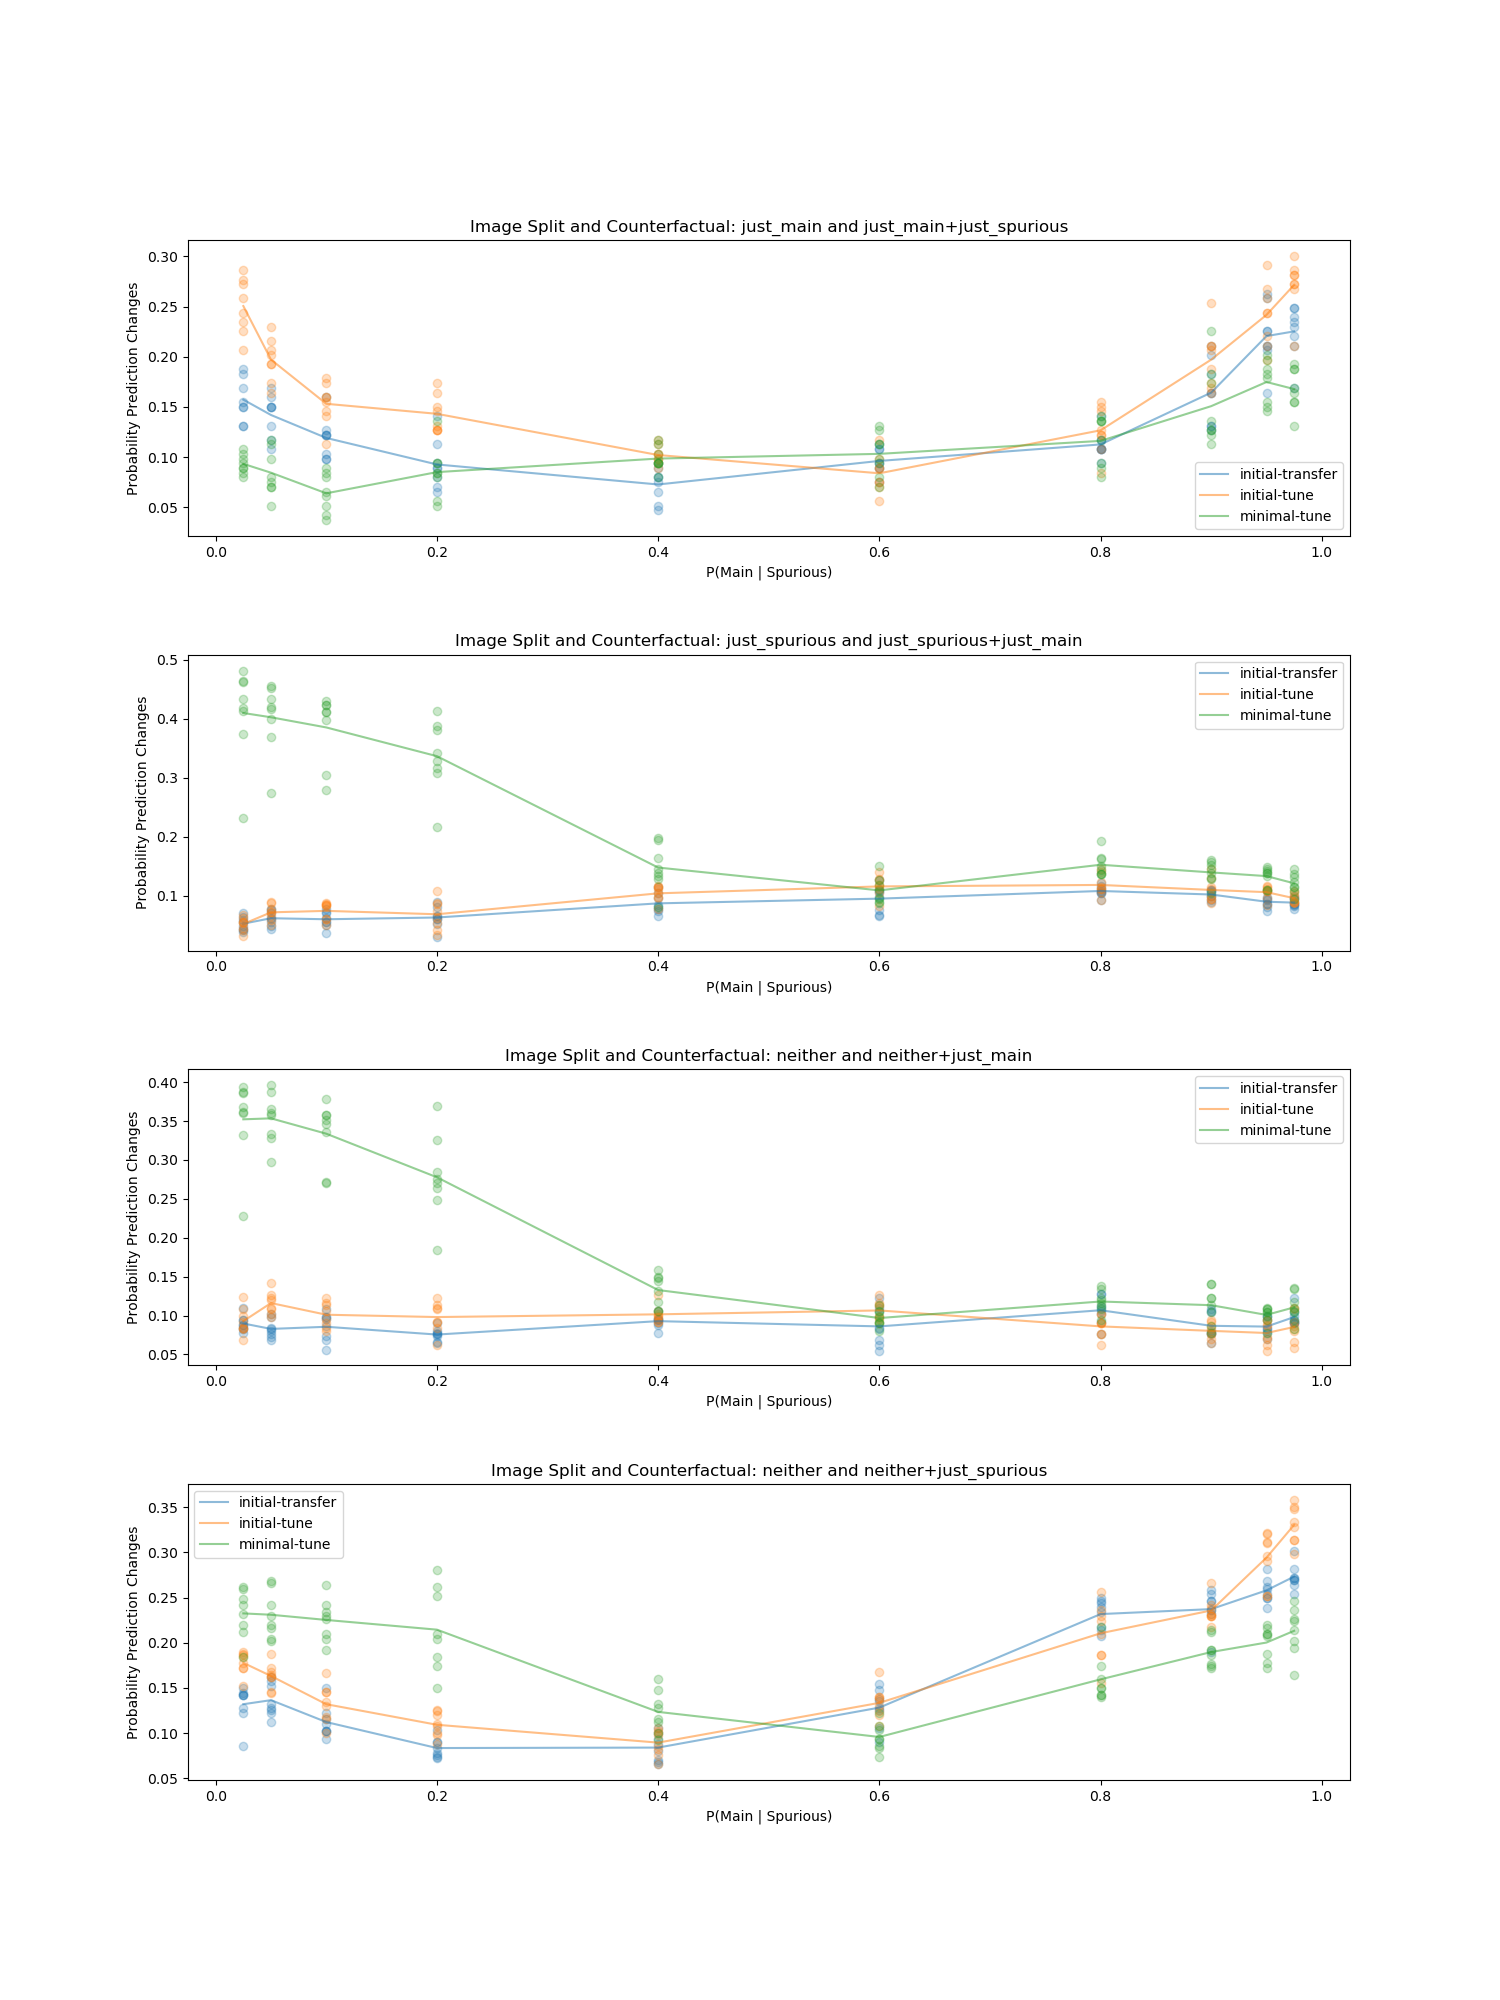 Image Split and Counterfactual: just_main and just_main+just_spurious
Probability Prediction Changes
0.30
0.25
0.20
0.15
0.10
0.05
initial-transfer
initial-tune
minimal-tune
0.0 0.2 0.4 0.6 0.8 1.0
P(Main | Spurious)
Image Split and Counterfactual: just_spurious and just_spurious+just_main
Probability Prediction Changes
0.5
0.4
0.3
0.2
0.1
initial-transfer
initial-tune
minimal-tune
0.0 0.2 0.4 0.6 0.8 1.0
P(Main | Spurious)
Image Split and Counterfactual: neither and neither+just_main
Probability Prediction Changes
0.40
0.35
0.30
0.25
0.20
0.15
0.10
0.05
initial-transfer
initial-tune
minimal-tune
0.0 0.2 0.4 0.6 0.8 1.0
P(Main | Spurious)
Image Split and Counterfactual: neither and neither+just_spurious
Probability Prediction Changes
0.35
0.30
0.25
0.20
0.15
0.10
0.05
initial-transfer
initial-tune
minimal-tune
0.0 0.2 0.4 0.6 0.8 1.0
P(Main | Spurious)